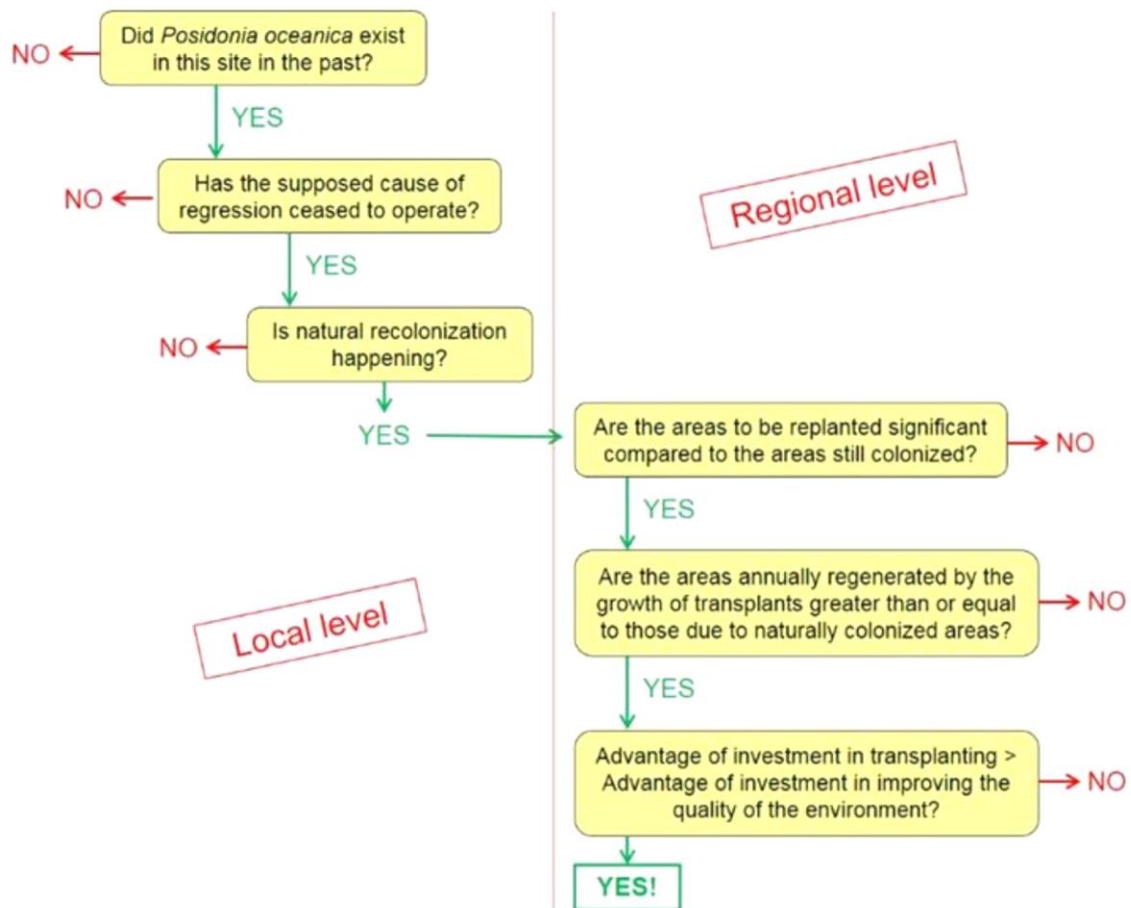 Did Posidonia oceanica exist
in this site in the past?
NO
YES
Has the supposed cause of
regression ceased to operate?
NO
YES
Is natural recolonization
happening?
NO
YES
Local level
Regional level
Are the areas to be replanted significant
compared to the areas still colonized?
NO
YES
Are the areas annually regenerated by the
growth of transplants greater than or equal
to those due to naturally colonized areas?
NO
YES
Advantage of investment in transplanting >
Advantage of investment in improving the
quality of the environment?
NO
YES!